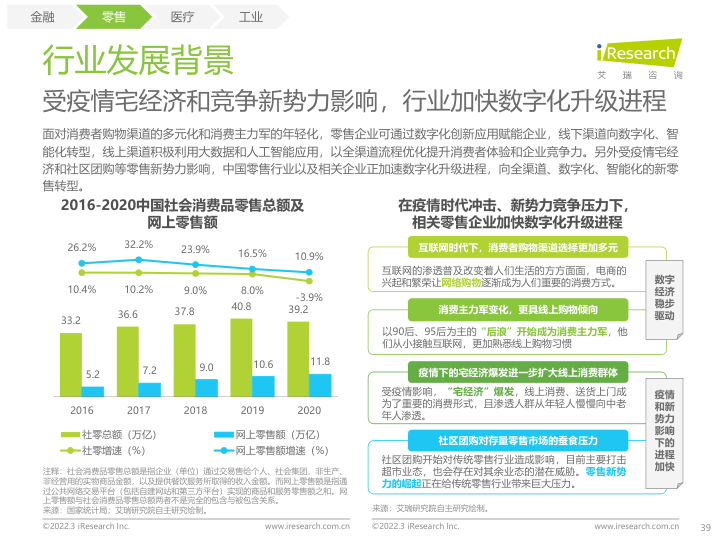 金融
零售
医疗
工业
行业发展背景
iResearch
艾 瑞 咨 询
受疫情宅经济和竞争新势力影响，行业加快数字化升级进程
面对消费者购物渠道的多元化和消费主力军的年轻化，零售企业可通过数字化创新应用赋能企业，线下渠道向数字化、智
能化转型，线上渠道积极利用大数据和人工智能应用，以全渠道流程优化提升消费者体验和企业竞争力。另外受疫情宅经
济和社区团购等零售新势力影响，中国零售行业以及相关企业正加速数字化升级进程，向全渠道、数字化、智能化的新零
售转型。
2016-2020中国社会消费品零售总额及
网上零售额
26.2%
32.2%
23.9%
16.5%
10.9%
10.4%
10.2%
9.0%
8.0%
-3.9%
33.2
36.6
37.8
40.8
39.2
5.2
7.2
9.0
10.6
11.8
2016
2017
2018
2019
2020
社零总额（万亿）
网上零售额（万亿）
社零增速（%）
网上零售额增速（%）
注释：社会消费品零售总额是指企业（单位）通过交易售给个人、社会集团，非生产、
非经营用的实物商品金额，以及提供餐饮服务所取得的收入金额。而网上零售额是指通
过公共网络交易平台（包括自建网站和第三方平台）实现的商品和服务零售额之和。网
上零售额与社会消费品零售总额两者不是完全的包含与被包含关系。
来源：国家统计局；艾瑞研究院自主研究绘制。
©2022.3 iResearch Inc.
www.iresearch.com.cn
在疫情时代冲击、新势力竞争压力下，
相关零售企业加快数字化升级进程
互联网时代下，消费者购物渠道选择更加多元
互联网的渗透普及改变着人们生活的方方面面，电商的
兴起和繁荣让网络购物逐渐成为人们重要的消费方式。
消费主力军变化，更具线上购物倾向
以90后、95后为主的“后浪”开始成为消费主力军，他
们从小接触互联网，更加熟悉线上购物习惯
数字
经济
稳步
驱动
疫情下的宅经济爆发进一步扩大线上消费群体
受疫情影响，“宅经济”爆发，线上消费、送货上门成
为了重要的消费形式，且渗透人群从年轻人慢慢向中老
年人渗透。
社区团购对存量零售市场的蚕食压力
社区团购开始对传统零售行业造成影响，目前主要打击
超市业态，也会存在对其余业态的潜在威胁。零售新势
力的崛起正在给传统零售行业带来巨大压力。
疫情
和新
势力
影响
下的
进程
加快
来源：艾瑞研究院自主研究绘制。
©2022.3 iResearch Inc.
www.iresearch.com.cn
39